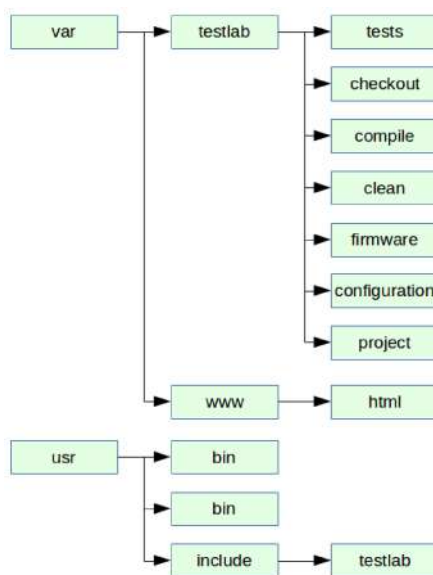 var
testlab
tests
checkout
compile
clean
firmware
configuration
project
www
html
usr
bin
bin
include
testlab